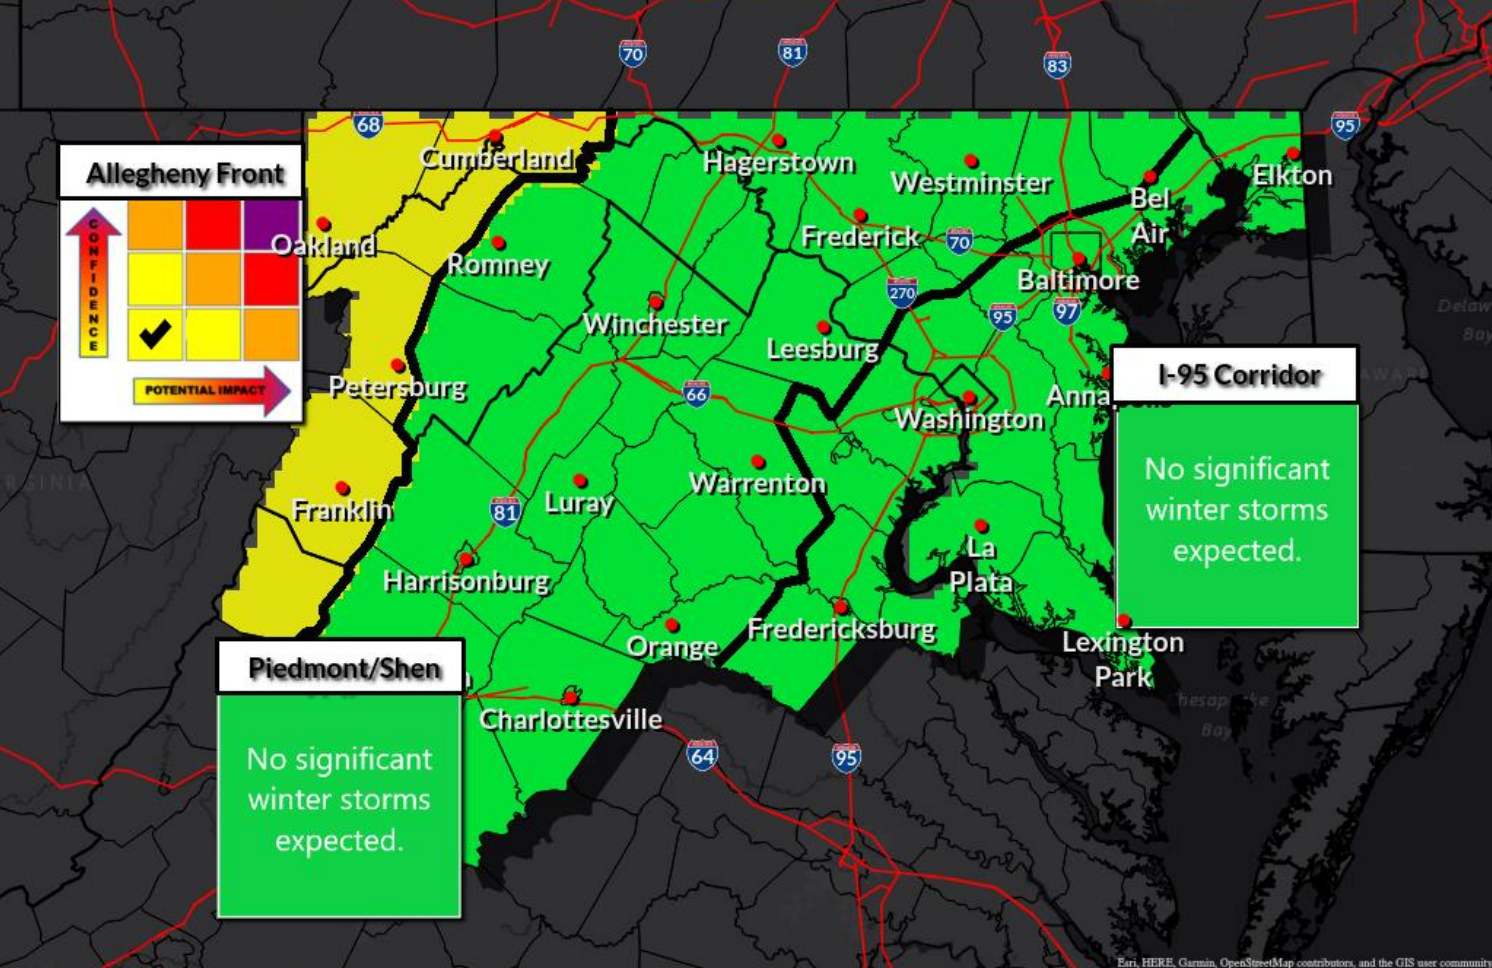 70
81
83
68
95
Allegheny Front
CONFIDENCE
POTENTIAL IMPACT
Cumberland
Hagerstown
Westminster
Bel
Air
Elkton
Oakland
Romney
Frederick
70
Baltimore
270
95
97
Winchester
Leesburg
Petersburg
66
Washington
I-95 Corridor
No significant
winter storms
expected.
Franklin
81
Luray
Warrenton
Harrisonburg
La
Plata
Orange
Fredericksburg
Lexington
Park
Piedmont/Shen
No significant
winter storms
expected.
Charlottesville
64
95
Bay
Bay
Esri, HERE, Garmin, OpenStreetMap contributors, and the GIS user community